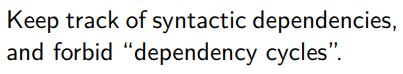 Keep track of syntactic dependencies,
and forbid “dependency cycles”.